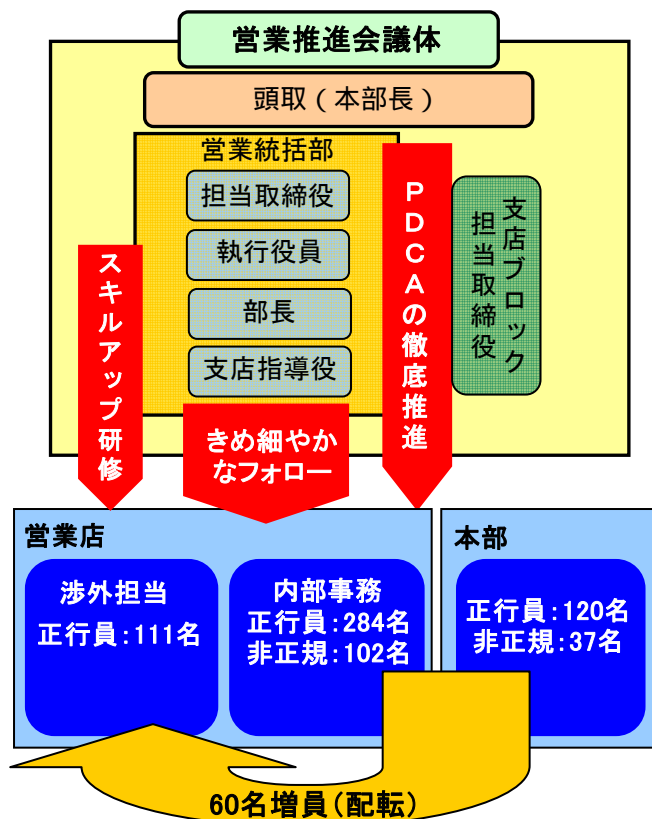 営業推進会議体
頭取（本部長）
営業統括部
担当取締役
執行役員
部長
支店指導役
スキルアップ研修
きめ細やか
なフォロー
PDCAの徹底推進
支店ブロック
担当取締役
営業店
渉外担当
正行員：111名
内部事務
正行員：284名
非正規：102名
本部
正行員：120名
非正規：37名
60名増員（配転）